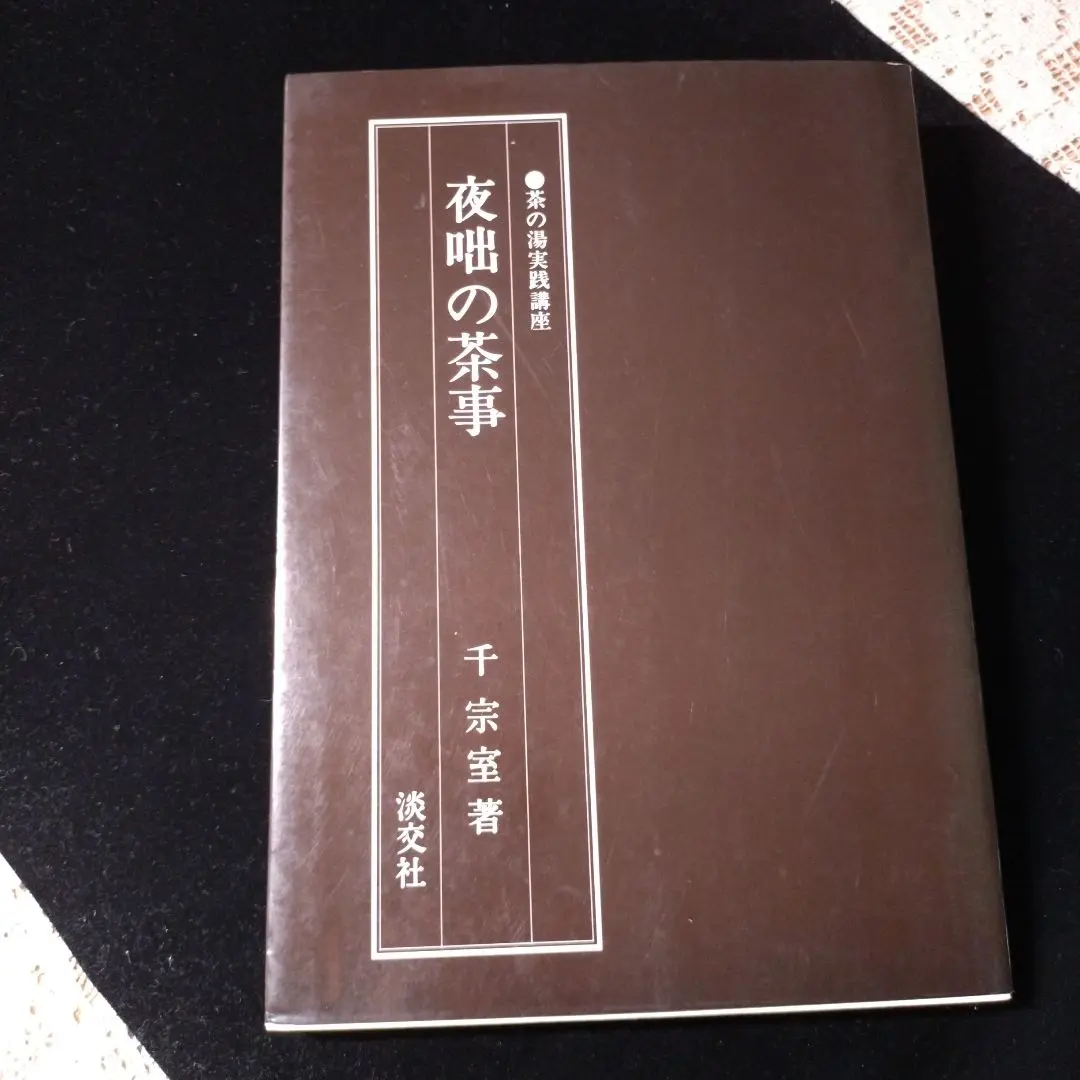 ●茶の湯実践講座
夜咄の茶事
千宗室著
淡交社